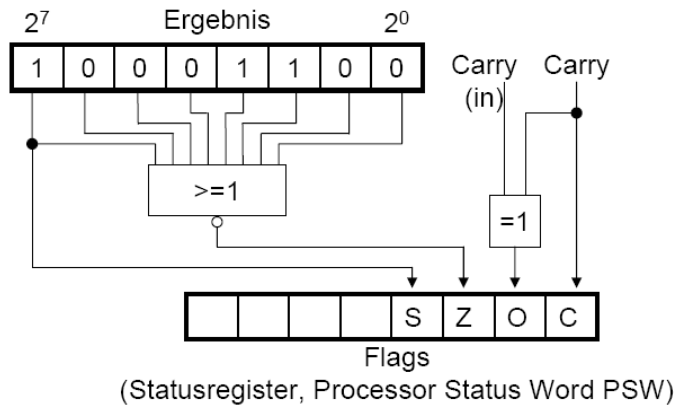 2⁷ Ergebnis 2⁰
1 0 0 0 1 1 0 0
Carry (in)
Carry
>=1
=1
S Z O C
Flags
(Statusregister, Processor Status Word PSW)